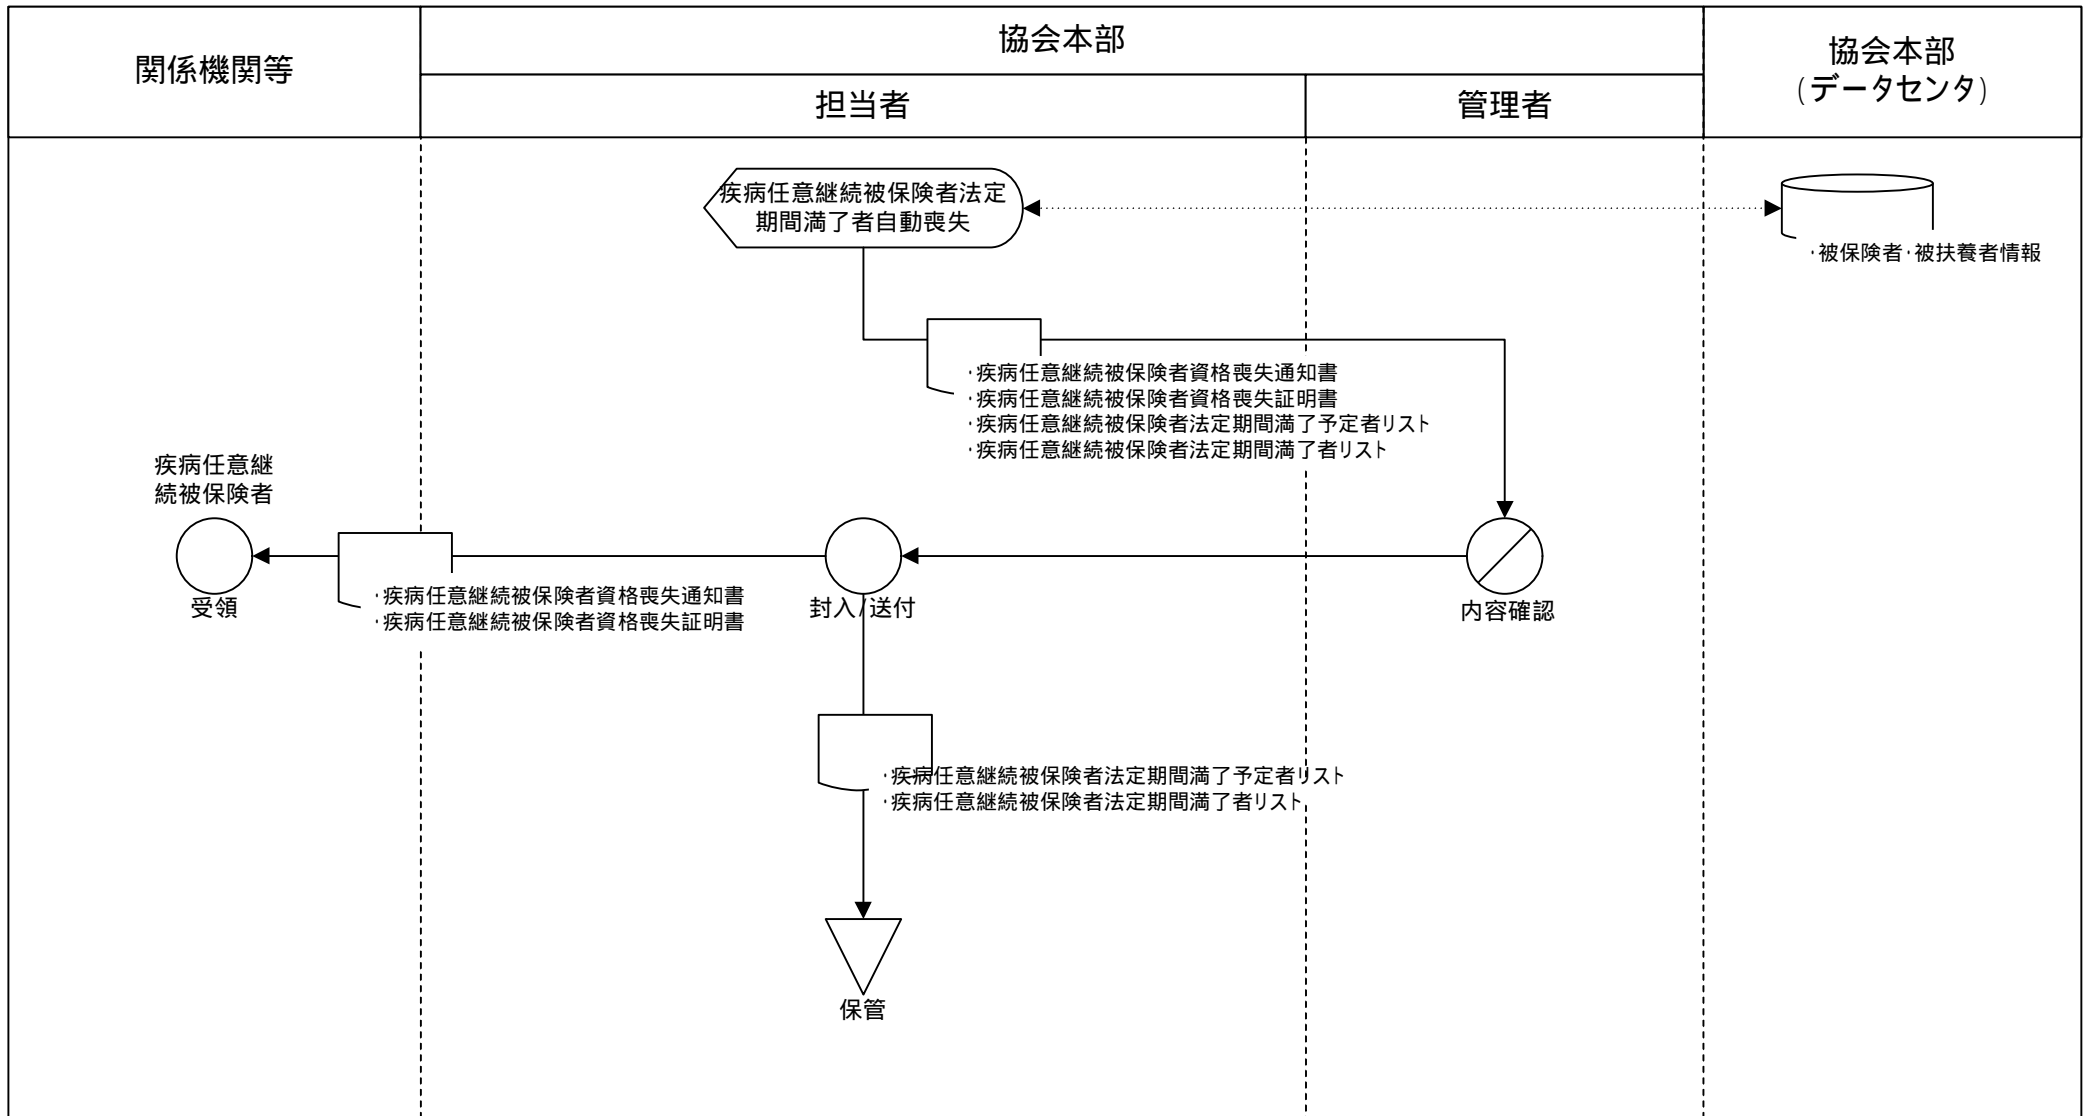 関係機関等
協会本部
担当者
管理者
協会本部
(データセンタ)
疾病任意継続被保険者法定
期間満了者自動喪失
・被保険者・被扶養者情報
・疾病任意継続被保険者資格喪失通知書
・疾病任意継続被保険者資格喪失証明書
・疾病任意継続被保険者法定期間満了予定者リスト
・疾病任意継続被保険者法定期間満了者リスト
疾病任意継
続被保険者
受領
・疾病任意継続被保険者資格喪失通知書
・疾病任意継続被保険者資格喪失証明書
封入/送付
内容確認
・疾病任意継続被保険者法定期間満了予定者リスト
・疾病任意継続被保険者法定期間満了者リスト
保管